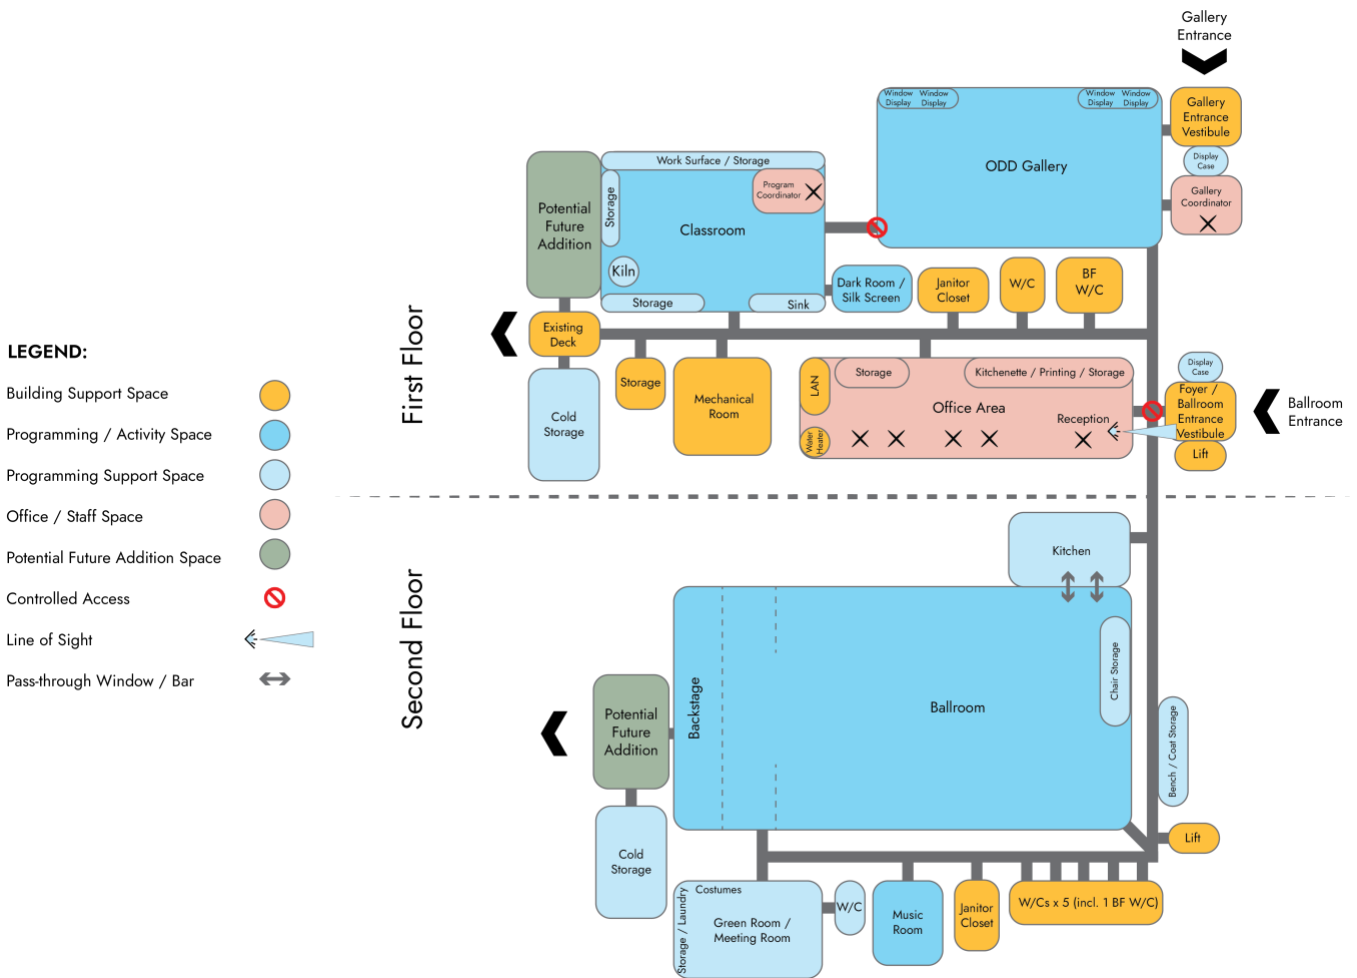 Gallery
Entrance
Window
Display
Window
Display
Window
Display
Window
Display
Gallery
Entrance
Vestibule
ODD Gallery
Display
Case
Gallery
Coordinator
Work Surface / Storage
Program
Coordinator
Storage
Classroom
Kiln
Storage
Sink
Potential
Future
Addition
Dark Room /
Silk Screen
Janitor
Closet
W/C
BF
W/C
Existing
Deck
First Floor
Storage
Mechanical
Room
Cold
Storage
LAN
Storage
Kitchenette / Printing / Storage
Office Area
Reception
Water
Heater
Display
Case
Foyer /
Ballroom
Entrance
Vestibule
Lift
Ballroom
Entrance
LEGEND:
Building Support Space
Programming / Activity Space
Programming Support Space
Office / Staff Space
Potential Future Addition Space
Controlled Access
Line of Sight
Pass-through Window / Bar
Second Floor
Kitchen
Chair Storage
Backstage
Ballroom
Potential
Future
Addition
Bench / Coat Storage
Lift
Cold
Storage
Storage / Laundry
Costumes
Green Room /
Meeting Room
W/C
Music
Room
Janitor
Closet
W/Cs x 5 (incl. 1 BF W/C)